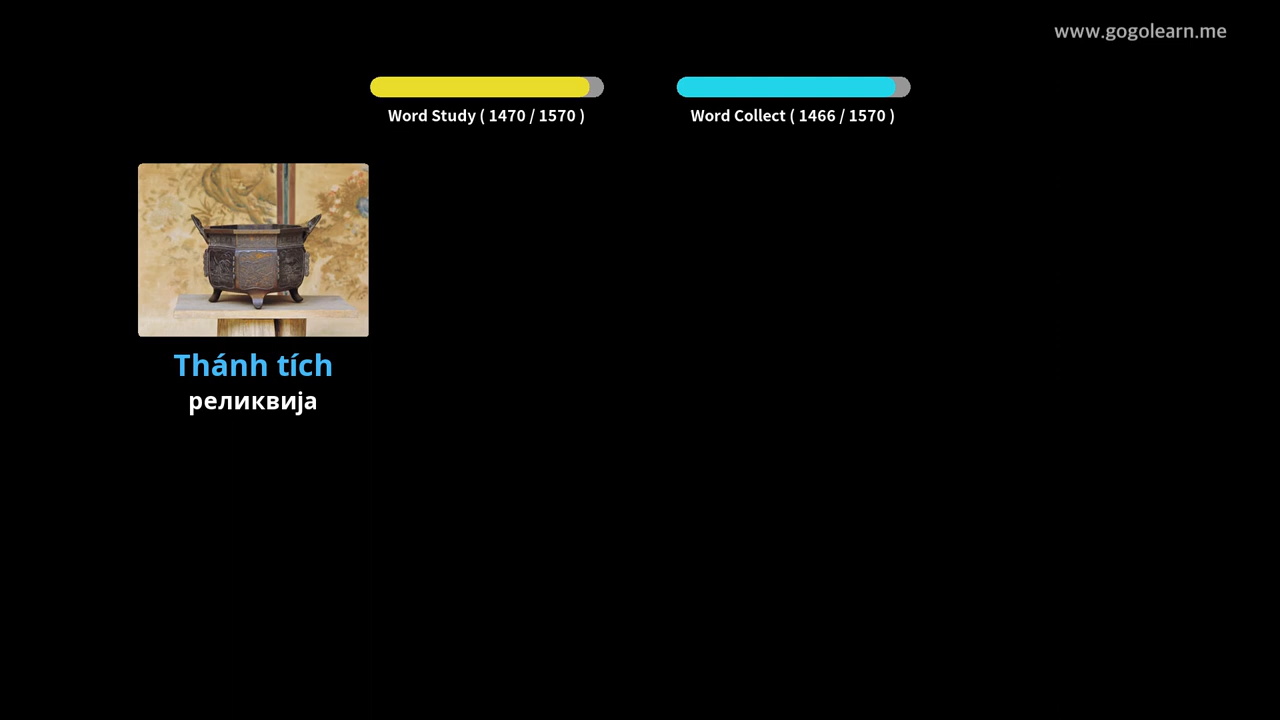 www.gogolearn.me
Word Study ( 1470 / 1570 )
Word Collect ( 1466 / 1570 )
Thánh tích
реликвија